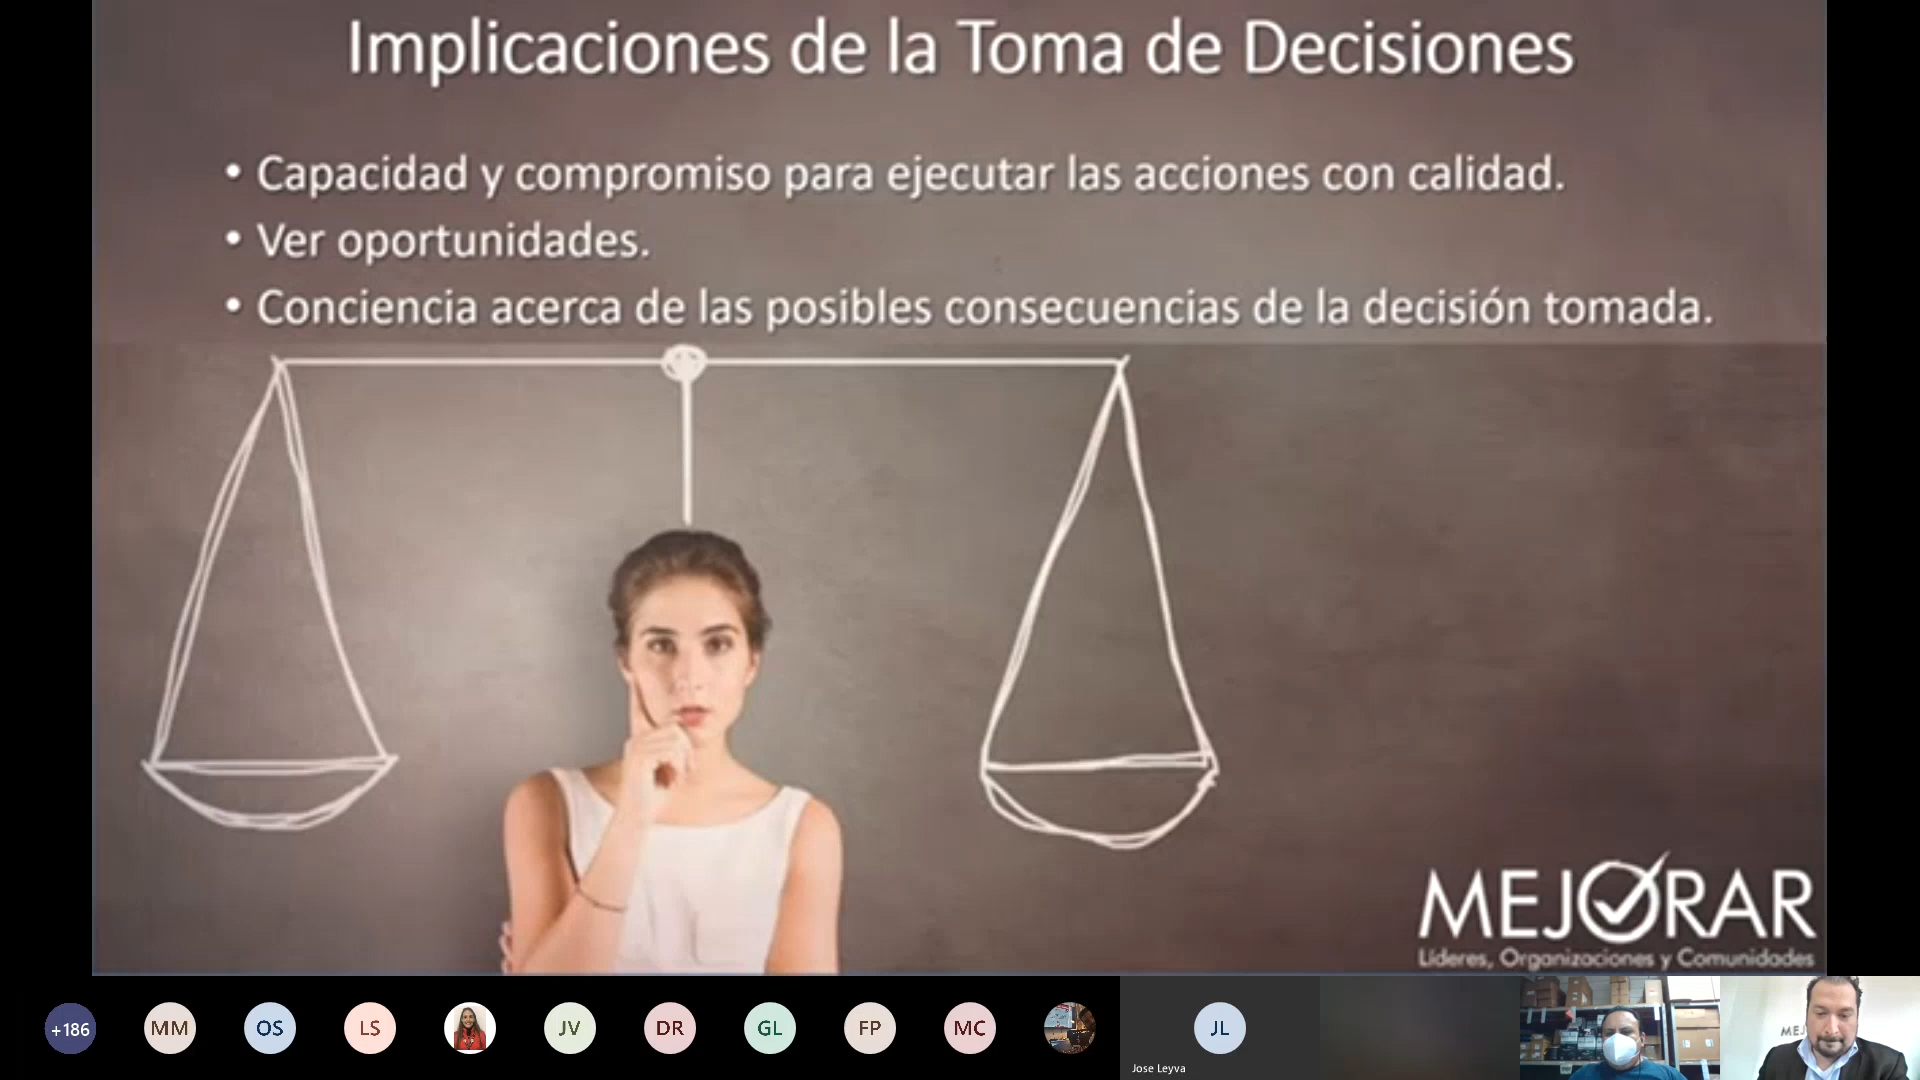 Implicaciones de la Toma de Decisiones
• Capacidad y compromiso para ejecutar las acciones con calidad.
• Ver oportunidades.
• Conciencia acerca de las posibles consecuencias de la decisión tomada.
MEJORAR
Líderes, Organizaciones y Comunidades
+186
MM
OS
LS
JV
DR
GL
FP
MC
JL
Jose Leyva
MEJ